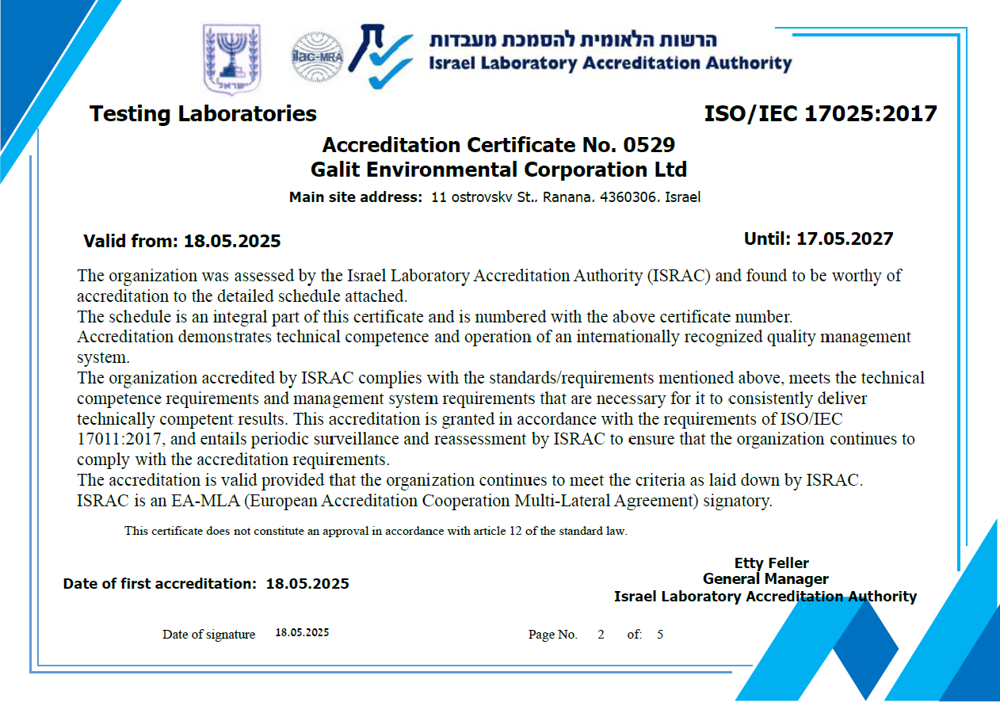 ישראל
ilac-MRA
הרשות הלאומית להסמכת מעבדות
Israel Laboratory Accreditation Authority
Testing Laboratories
ISO/IEC 17025:2017
Accreditation Certificate No. 0529
Galit Environmental Corporation Ltd
Main site address: 11 ostrovsky St., Ranana, 4360306, Israel
Valid from: 18.05.2025
Until: 17.05.2027
The organization was assessed by the Israel Laboratory Accreditation Authority (ISRAC) and found to be worthy of
accreditation to the detailed schedule attached.
The schedule is an integral part of this certificate and is numbered with the above certificate number.
Accreditation demonstrates technical competence and operation of an internationally recognized quality management
system.
The organization accredited by ISRAC complies with the standards/requirements mentioned above, meets the technical
competence requirements and management system requirements that are necessary for it to consistently deliver
technically competent results. This accreditation is granted in accordance with the requirements of ISO/IEC
17011:2017, and entails periodic surveillance and reassessment by ISRAC to ensure that the organization continues to
comply with the accreditation requirements.
The accreditation is valid provided that the organization continues to meet the criteria as laid down by ISRAC.
ISRAC is an EA-MLA (European Accreditation Cooperation Multi-Lateral Agreement) signatory.
This certificate does not constitute an approval in accordance with article 12 of the standard law.
Etty Feller
General Manager
Israel Laboratory Accreditation Authority
Date of first accreditation: 18.05.2025
Date of signature 18.05.2025
Page No. 2 of: 5